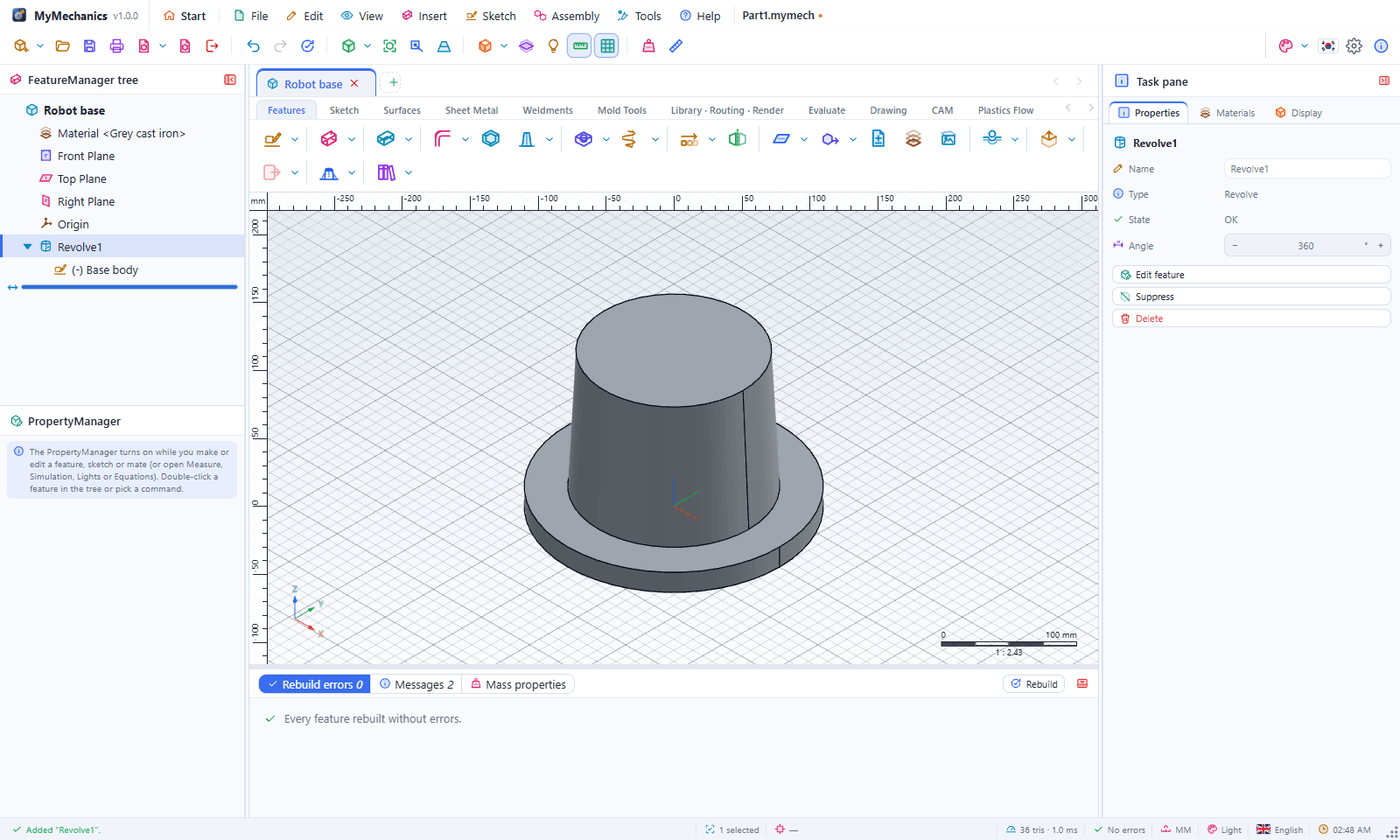 MyMechanics v1.0.0
Start
File
Edit
View
Insert
Sketch
Assembly
Tools
Help
Part1.mymech
FeatureManager tree
Robot base
Material <Grey cast iron>
Front Plane
Top Plane
Right Plane
Origin
Revolve1
(-) Base body
PropertyManager
The PropertyManager turns on while you make or
edit a feature, sketch or mate (or open Measure,
Simulation, Lights or Equations). Double-click a
feature in the tree or pick a command.
Robot base
Features
Sketch
Surfaces
Sheet Metal
Weldments
Mold Tools
Library · Routing · Render
Evaluate
Drawing
CAM
Plastics Flow
mm
-250
-200
-150
-100
-50
0
50
100
150
200
250
300
200
150
100
50
0
-50
-100
Z
Y
X
0
100 mm
1 : 2.43
Rebuild errors 0
Messages 2
Mass properties
Rebuild
Every feature rebuilt without errors.
Task pane
Properties
Materials
Display
Revolve1
Name
Revolve1
Type
Revolve
State
OK
Angle
− 360 ° +
Edit feature
Suppress
Delete
Added "Revolve1".
1 selected
—
36 tris · 1.0 ms
No errors
MM
Light
English
02:48 AM